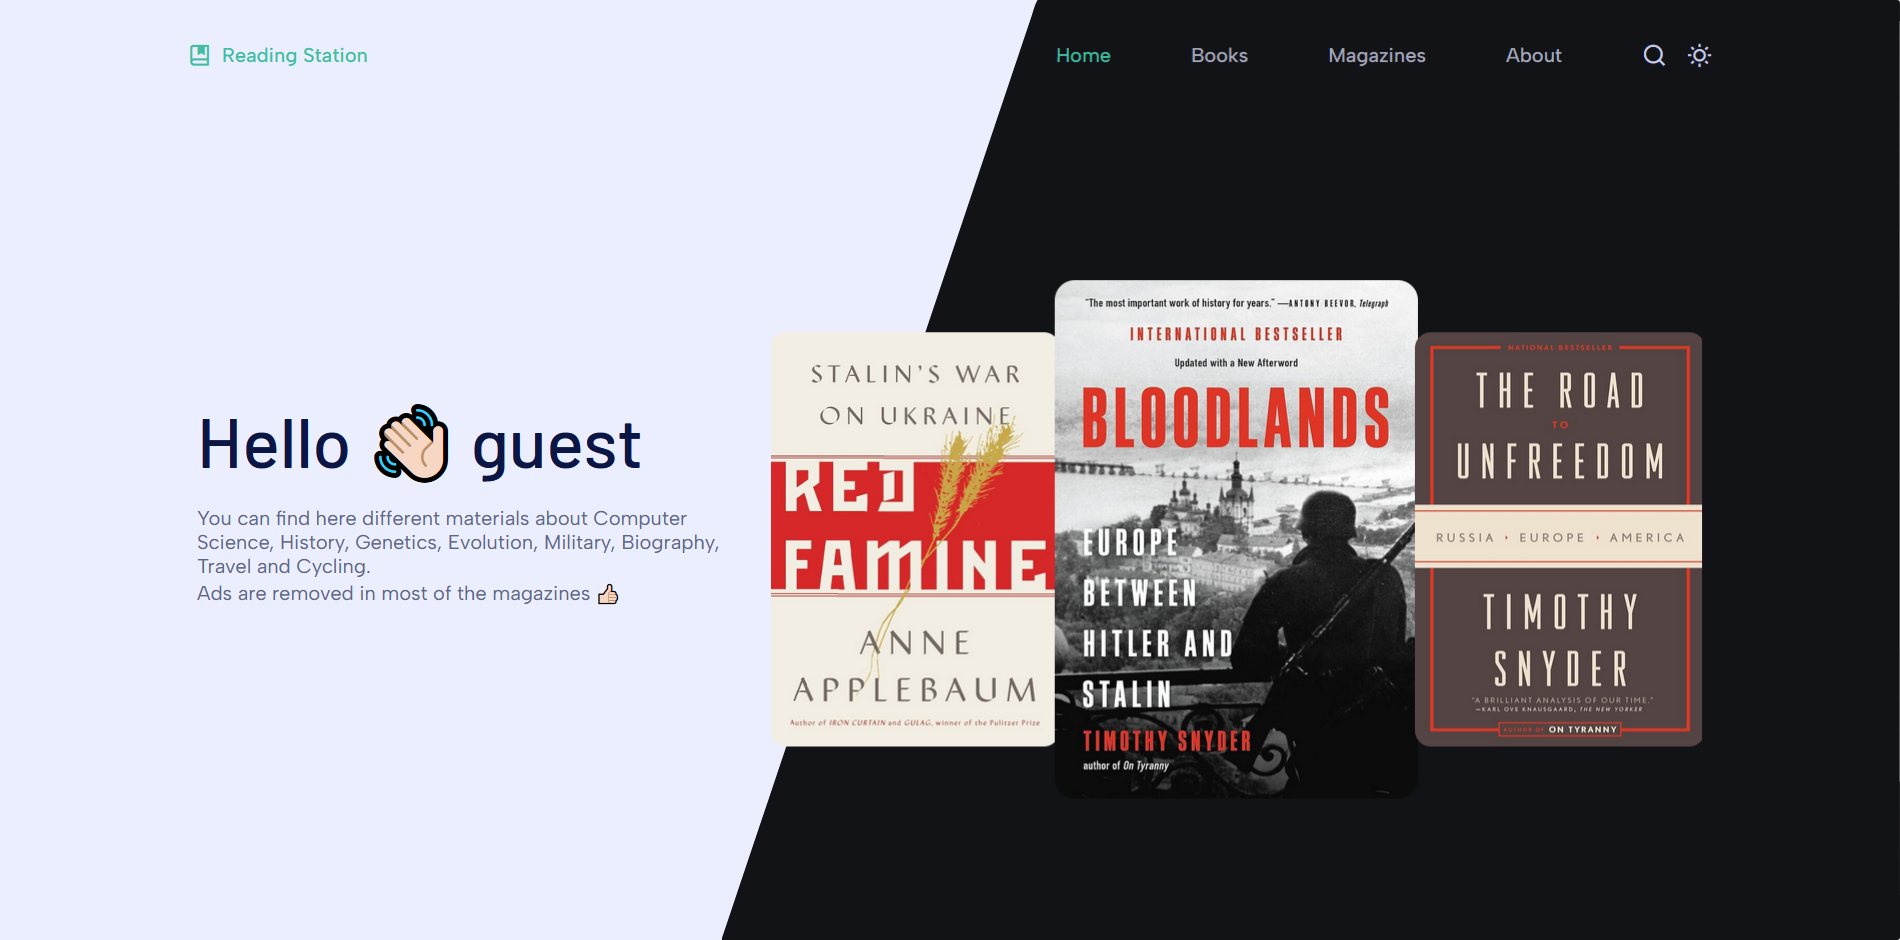 Reading Station
Home
Books
Magazines
About
Hello guest
You can find here different materials about Computer
Science, History, Genetics, Evolution, Military, Biography,
Travel and Cycling.
Ads are removed in most of the magazines
STALIN'S WAR
ON UKRAINE
RED
FAMINE
ANNE
APPLEBAUM
Author of IRON CURTAIN and GULAG, winner of the Pulitzer Prize
"The most important work of history for years." —ANTONY BEEVOR, Telegraph
INTERNATIONAL BESTSELLER
Updated with a New Afterword
BLOODLANDS
EUROPE
BETWEEN
HITLER AND
STALIN
TIMOTHY SNYDER
author of On Tyranny
NATIONAL BESTSELLER
THE ROAD
TO
UNFREEDOM
RUSSIA • EUROPE • AMERICA
TIMOTHY
SNYDER
"A BRILLIANT ANALYSIS OF OUR TIME."
—KARL OVE KNAUSGAARD, THE NEW YORKER
AUTHOR OF ON TYRANNY